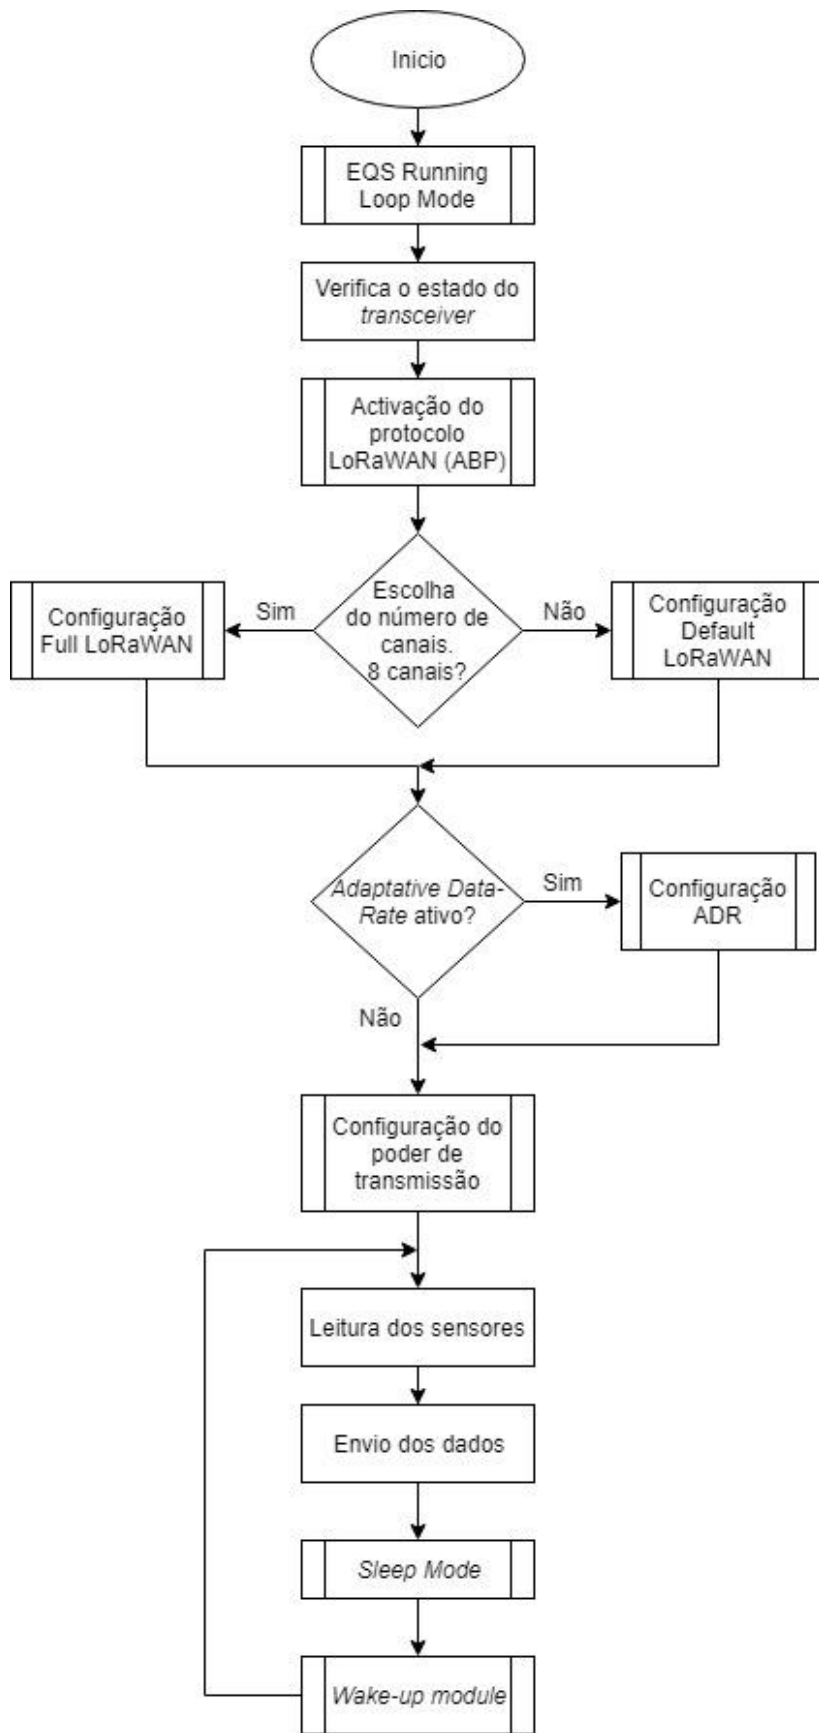 Inicio
EQS Running
Loop Mode
Verifica o estado do
transceiver
Activação do
protocolo
LoRaWAN (ABP)
Escolha
do número de
canais.
8 canais?
Sim
Não
Configuração
Full LoRaWAN
Configuração
Default
LoRaWAN
Adaptative Data-
Rate ativo?
Sim
Configuração
ADR
Não
Configuração do
poder de
transmissão
Leitura dos sensores
Envio dos dados
Sleep Mode
Wake-up module